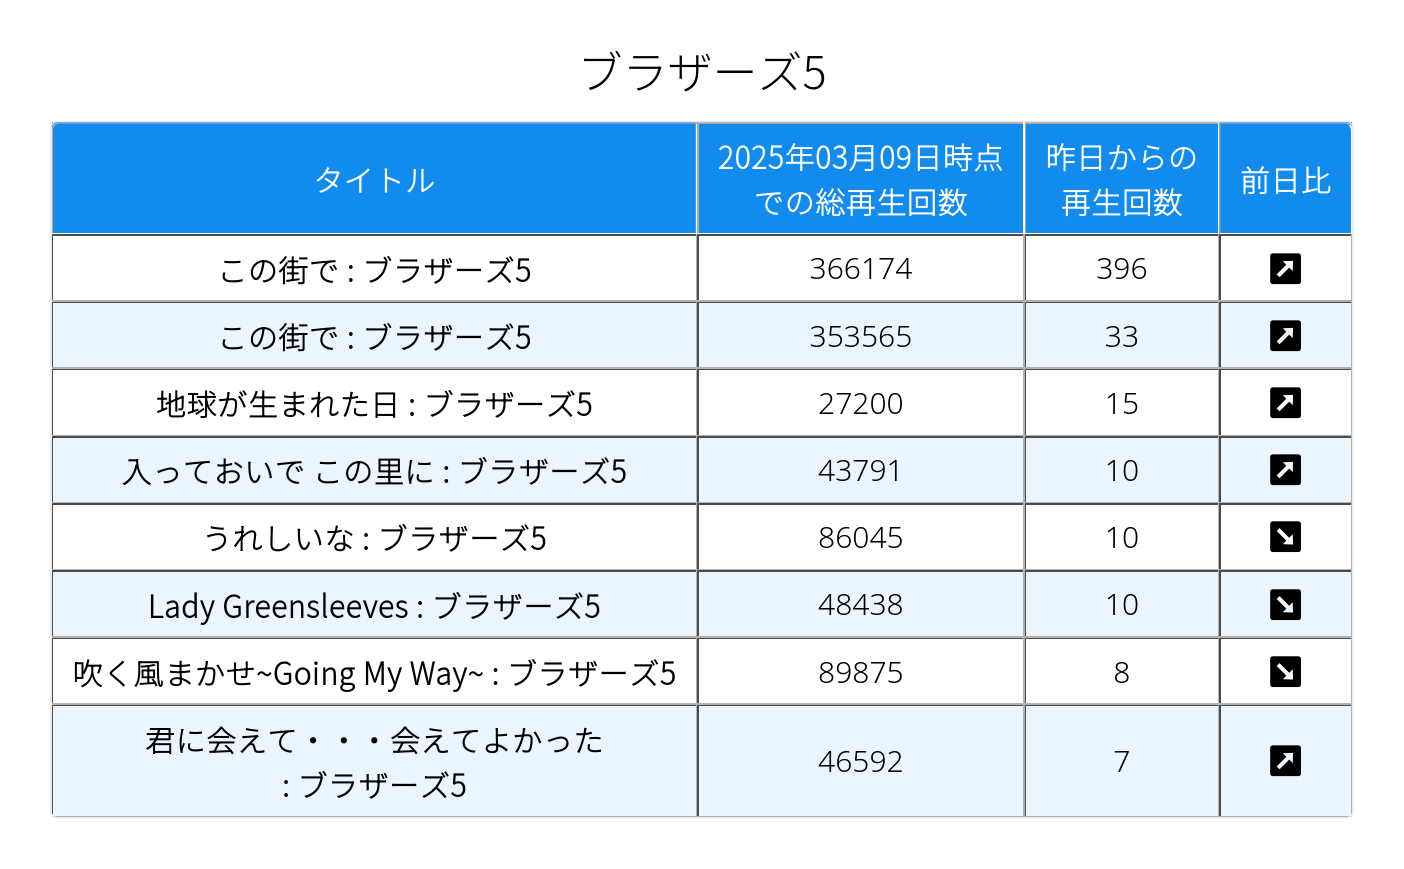 ブラザーズ5
タイトル
2025年03月09日時点
での総再生回数
昨日からの
再生回数
前日比
この街で : ブラザーズ5 366174 396 ↗
この街で : ブラザーズ5 353565 33 ↗
地球が生まれた日 : ブラザーズ5 27200 15 ↗
入っておいで この里に : ブラザーズ5 43791 10 ↗
うれしいな : ブラザーズ5 86045 10 ↘
Lady Greensleeves : ブラザーズ5 48438 10 ↘
吹く風まかせ~Going My Way~ : ブラザーズ5 89875 8 ↘
君に会えて・・・会えてよかった
: ブラザーズ5 46592 7 ↗